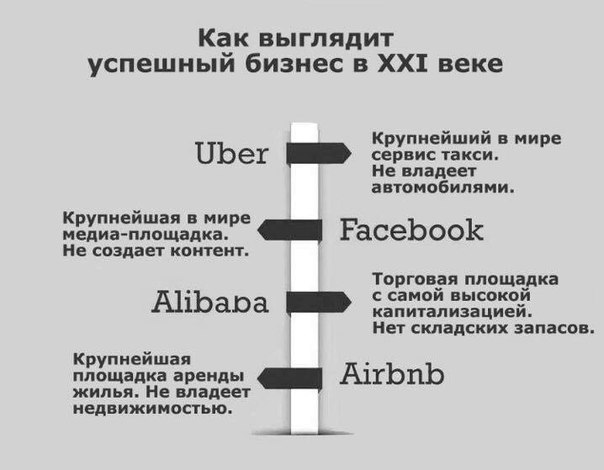 Как выглядит
успешный бизнес в XXI веке
Uber
Крупнейший в мире
сервис такси.
Не владеет
автомобилями.
Крупнейшая в мире
медиа-площадка.
Не создает контент.
Facebook
Alibaba
Торговая площадка
с самой высокой
капитализацией.
Нет складских запасов.
Крупнейшая
площадка аренды
жилья. Не владеет
недвижимостью.
Airbnb